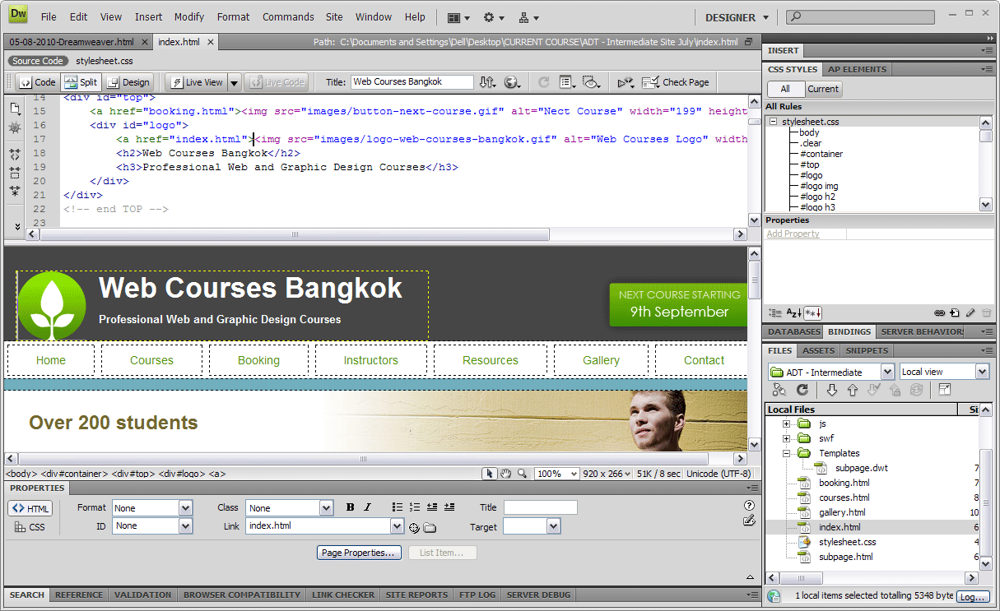 Dw File Edit View Insert Modify Format Commands Site Window Help DESIGNER
05-08-2010-Dreamweaver.html index.html Path: C:\Documents and Settings\Dell\Desktop\CURRENT COURSE\ADT - Intermediate Site July\index.html
Source Code stylesheet.css
Code Split Design Live View Live Code Title: Web Courses Bangkok Check Page
14 <div id="top">
15 <a href="booking.html"><img src="images/button-next-course.gif" alt="Nect Course" width="199" height
16 <div id="logo">
17 <a href="index.html"><img src="images/logo-web-courses-bangkok.gif" alt="Web Courses Logo" width
18 <h2>Web Courses Bangkok</h2>
19 <h3>Professional Web and Graphic Design Courses</h3>
20 </div>
21 </div>
22 <!-- end TOP -->
23
Web Courses Bangkok
Professional Web and Graphic Design Courses
NEXT COURSE STARTING
9th September
Home Courses Booking Instructors Resources Gallery Contact
Over 200 students
<body> <div#container> <div#top> <div#logo> <a> 100% 920 x 266 51K / 8 sec Unicode (UTF-8)
PROPERTIES
HTML Format None Class None B I Title
CSS ID None Link index.html Target
Page Properties... List Item...
SEARCH REFERENCE VALIDATION BROWSER COMPATIBILITY LINK CHECKER SITE REPORTS FTP LOG SERVER DEBUG
INSERT
CSS STYLES AP ELEMENTS
All Current
All Rules
stylesheet.css
body
.clear
#container
#top
#logo
#logo img
#logo h2
#logo h3
Properties
Add Property
DATABASES BINDINGS SERVER BEHAVIOR
FILES ASSETS SNIPPETS
ADT - Intermediate Local view
Local Files Si
js
swf
Templates
subpage.dwt 7
booking.html 7
courses.html 8
gallery.html 10
index.html 6
stylesheet.css 4
subpage.html 6
1 local items selected totalling 5348 byte Log...